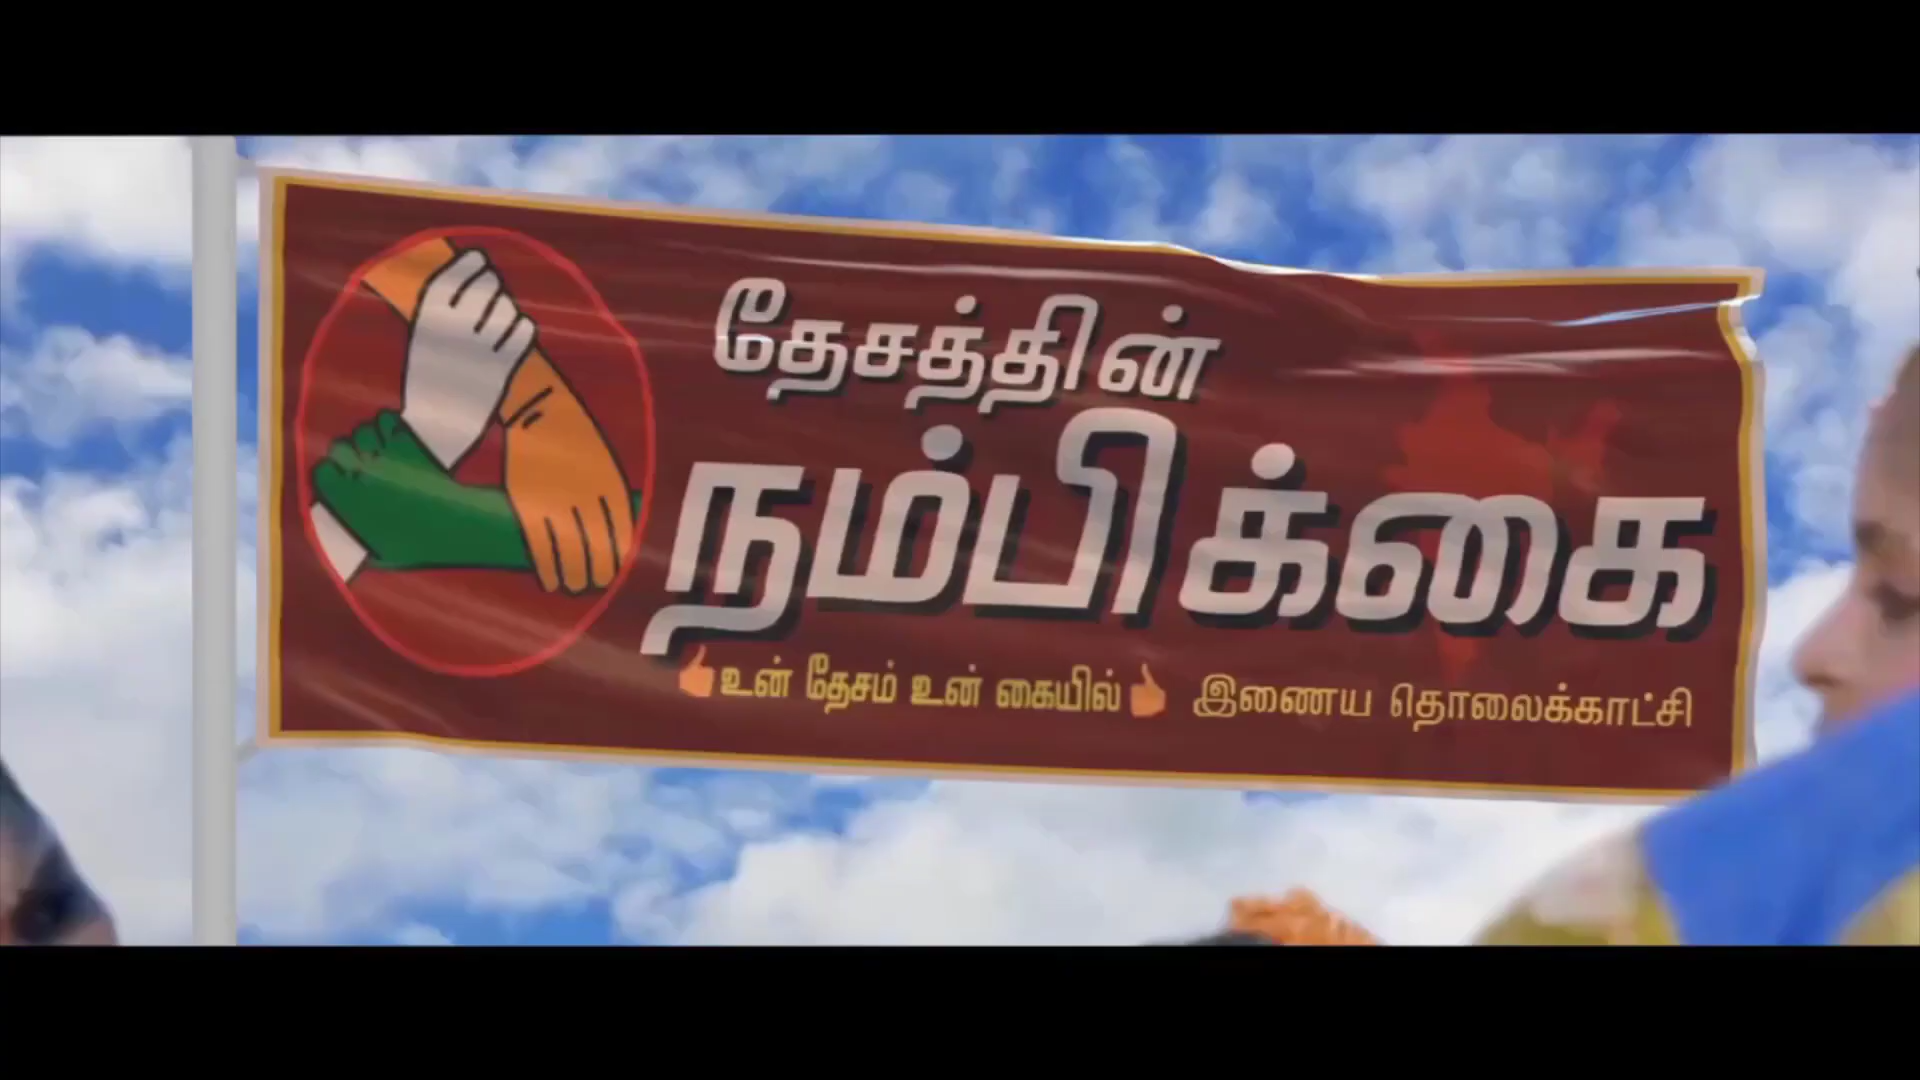 தேசத்தின்
நம்பிக்கை
உன் தேசம் உன் கையில் இணைய தொலைக்காட்சி